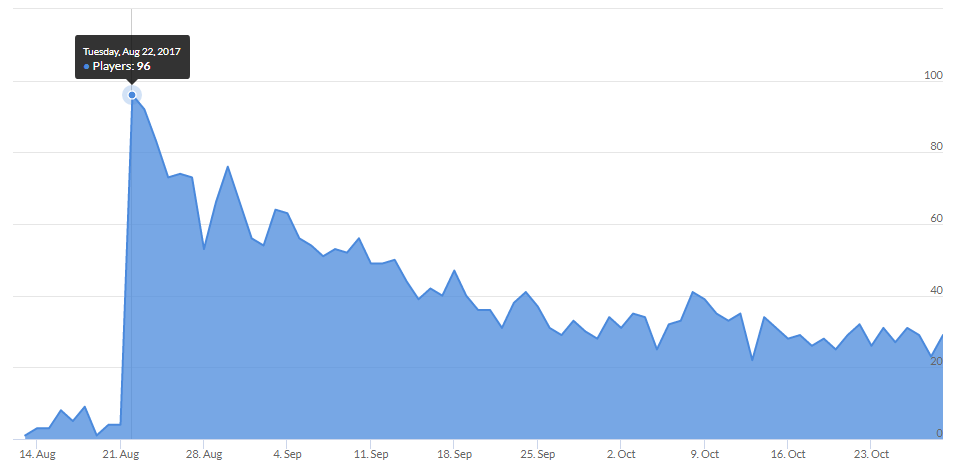 Tuesday, Aug 22, 2017
Players: 96
100
80
60
40
20
0
14. Aug 21. Aug 28. Aug 4. Sep 11. Sep 18. Sep 25. Sep 2. Oct 9. Oct 16. Oct 23. Oct